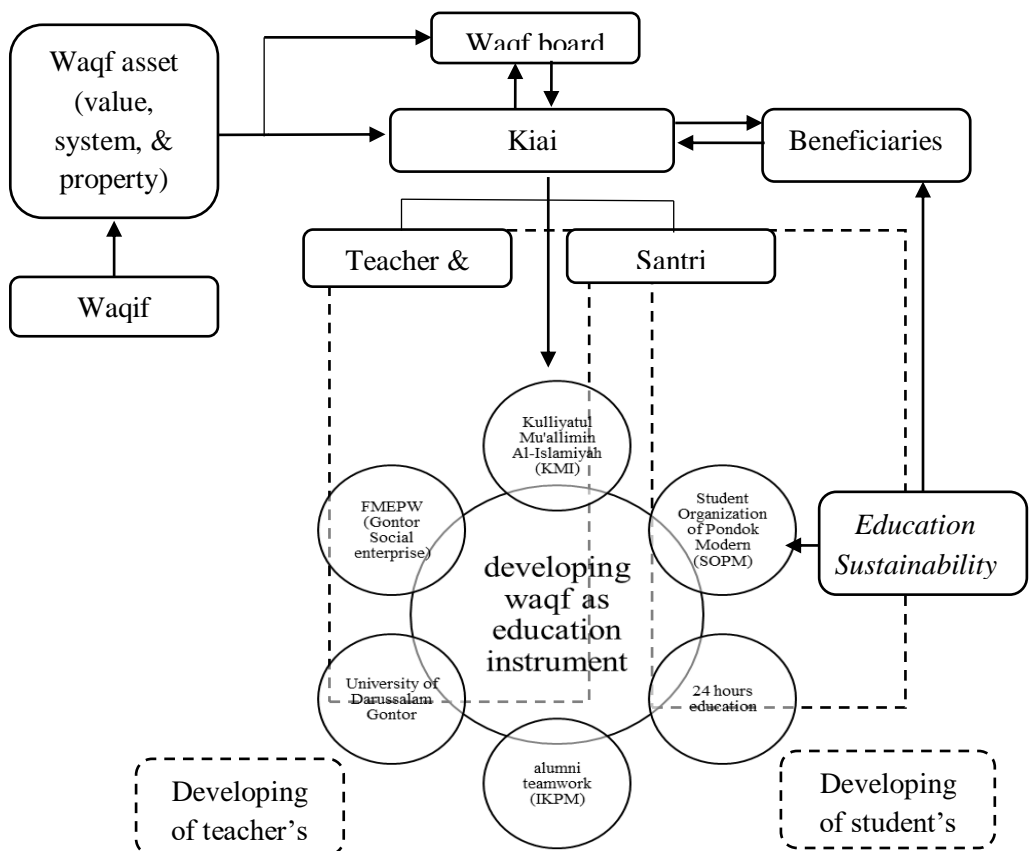 Waqf board
Waqf asset
(value,
system, &
property)
Kiai
Beneficiaries
Teacher &
Santri
Waqif
Kulliyatul
Mu'allimin
Al-Islamiyah
(KMI)
FMEPW
(Gontor
Social
enterprise)
Student
Organization
of Pondok
Modern
(SOPM)
Education
Sustainability
developing
waqf as
education
instrument
University of
Darussalam
Gontor
24 hours
education
alumni
teamwork
(IKPM)
Developing
of teacher’s
Developing
of student’s